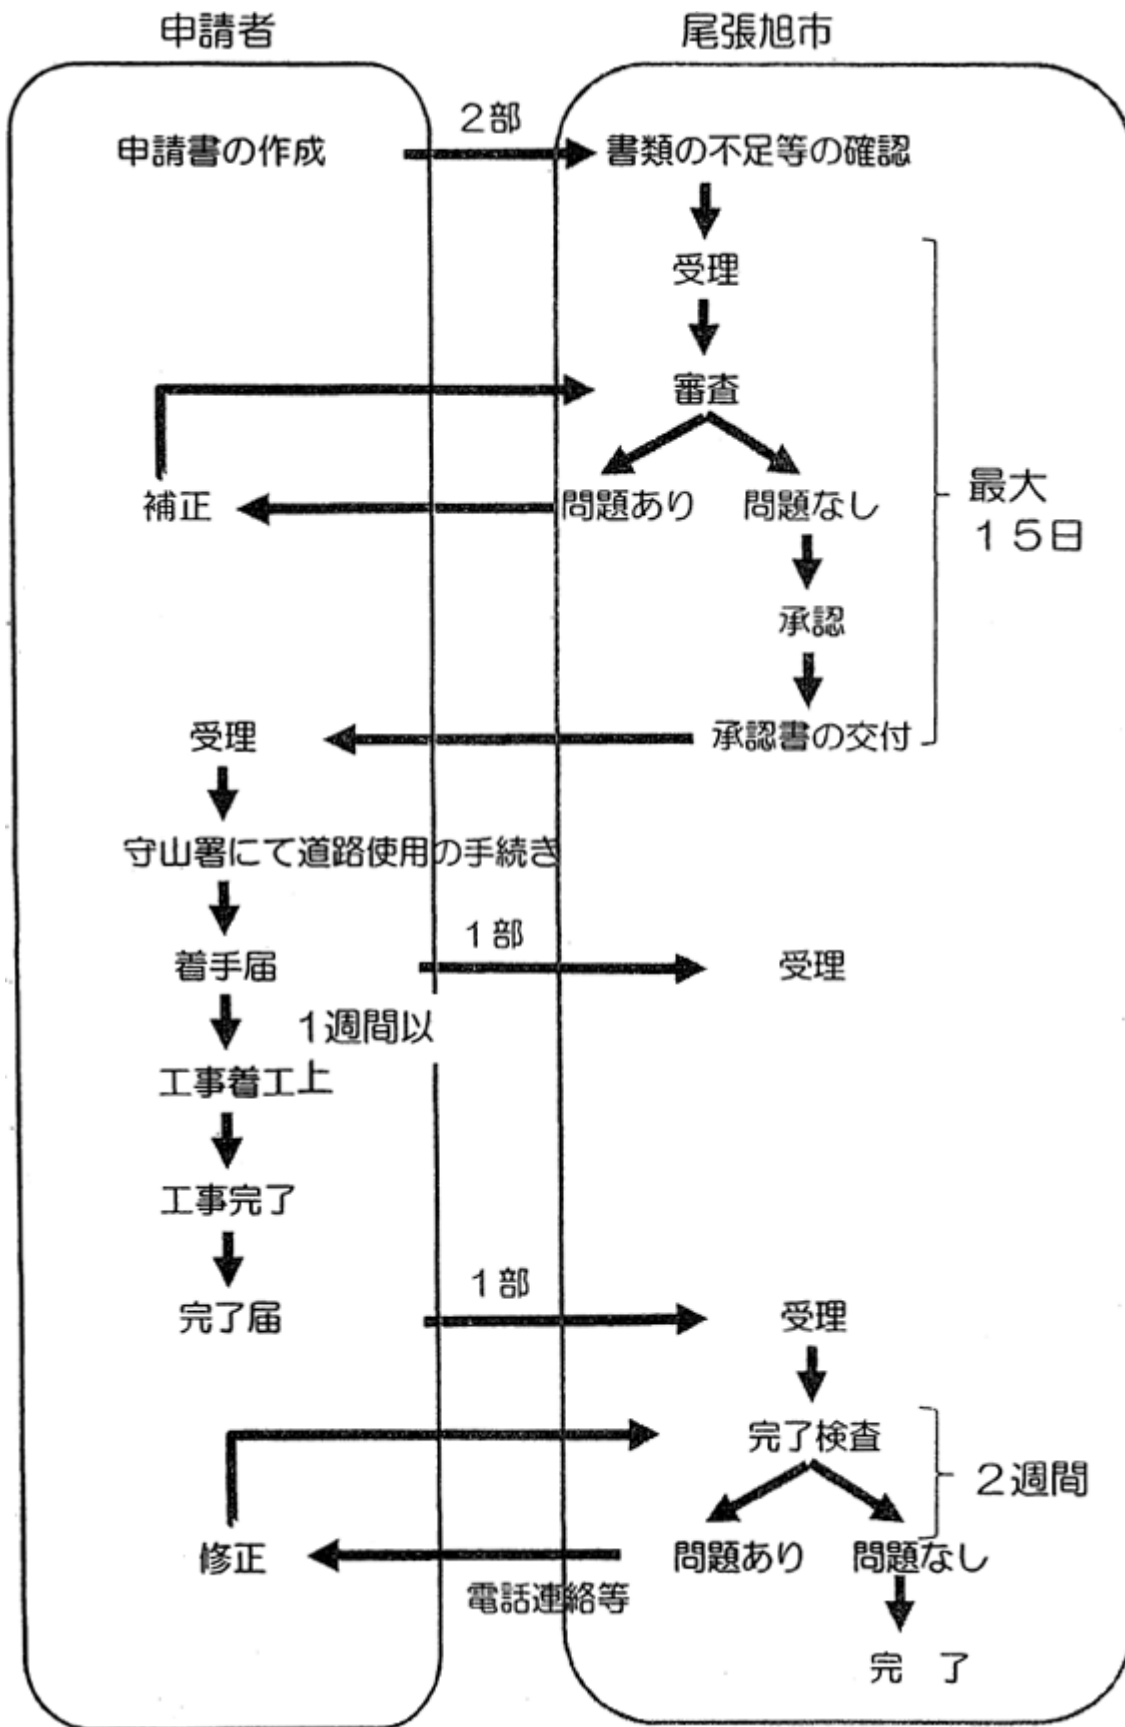 申請者
尾張旭市
2部
申請書の作成
書類の不足等の確認
受理
審査
補正
問題あり
問題なし
最大
15日
承認
受理
承認書の交付
守山署にて道路使用の手続き
1部
着手届
受理
1週間以
工事着工上
工事完了
1部
完了届
受理
完了検査
2週間
修正
問題あり
問題なし
電話連絡等
完 了